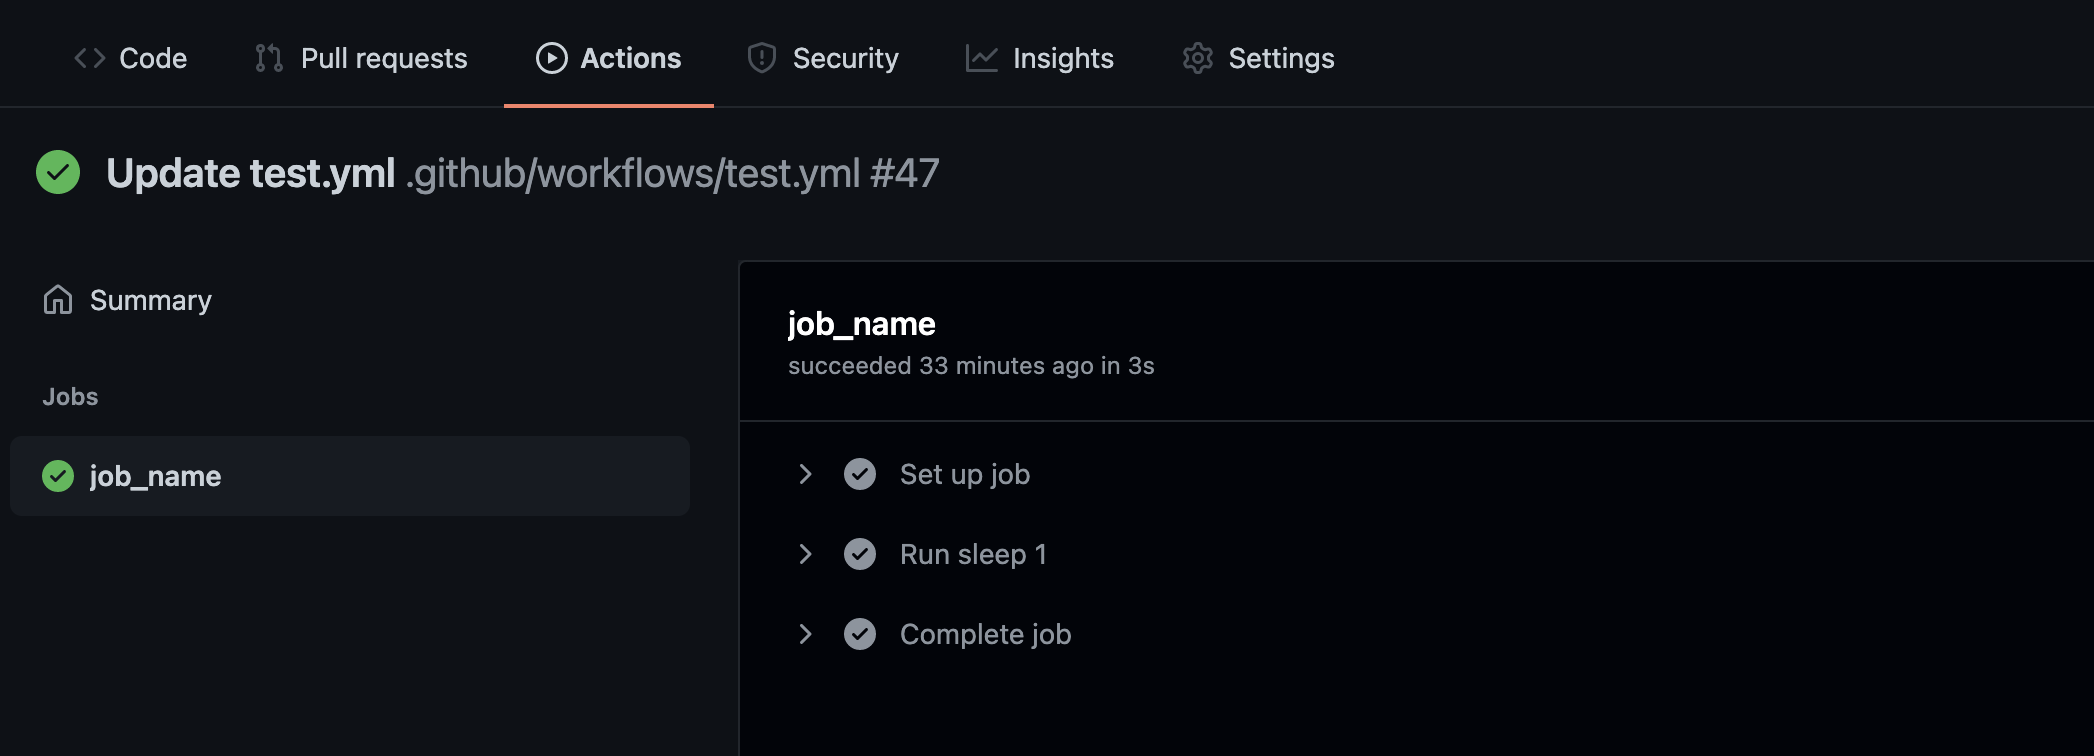 Code Pull requests Actions Security Insights Settings
Update test.yml .github/workflows/test.yml #47
Summary
Jobs
job_name
job_name
succeeded 33 minutes ago in 3s
Set up job
Run sleep 1
Complete job